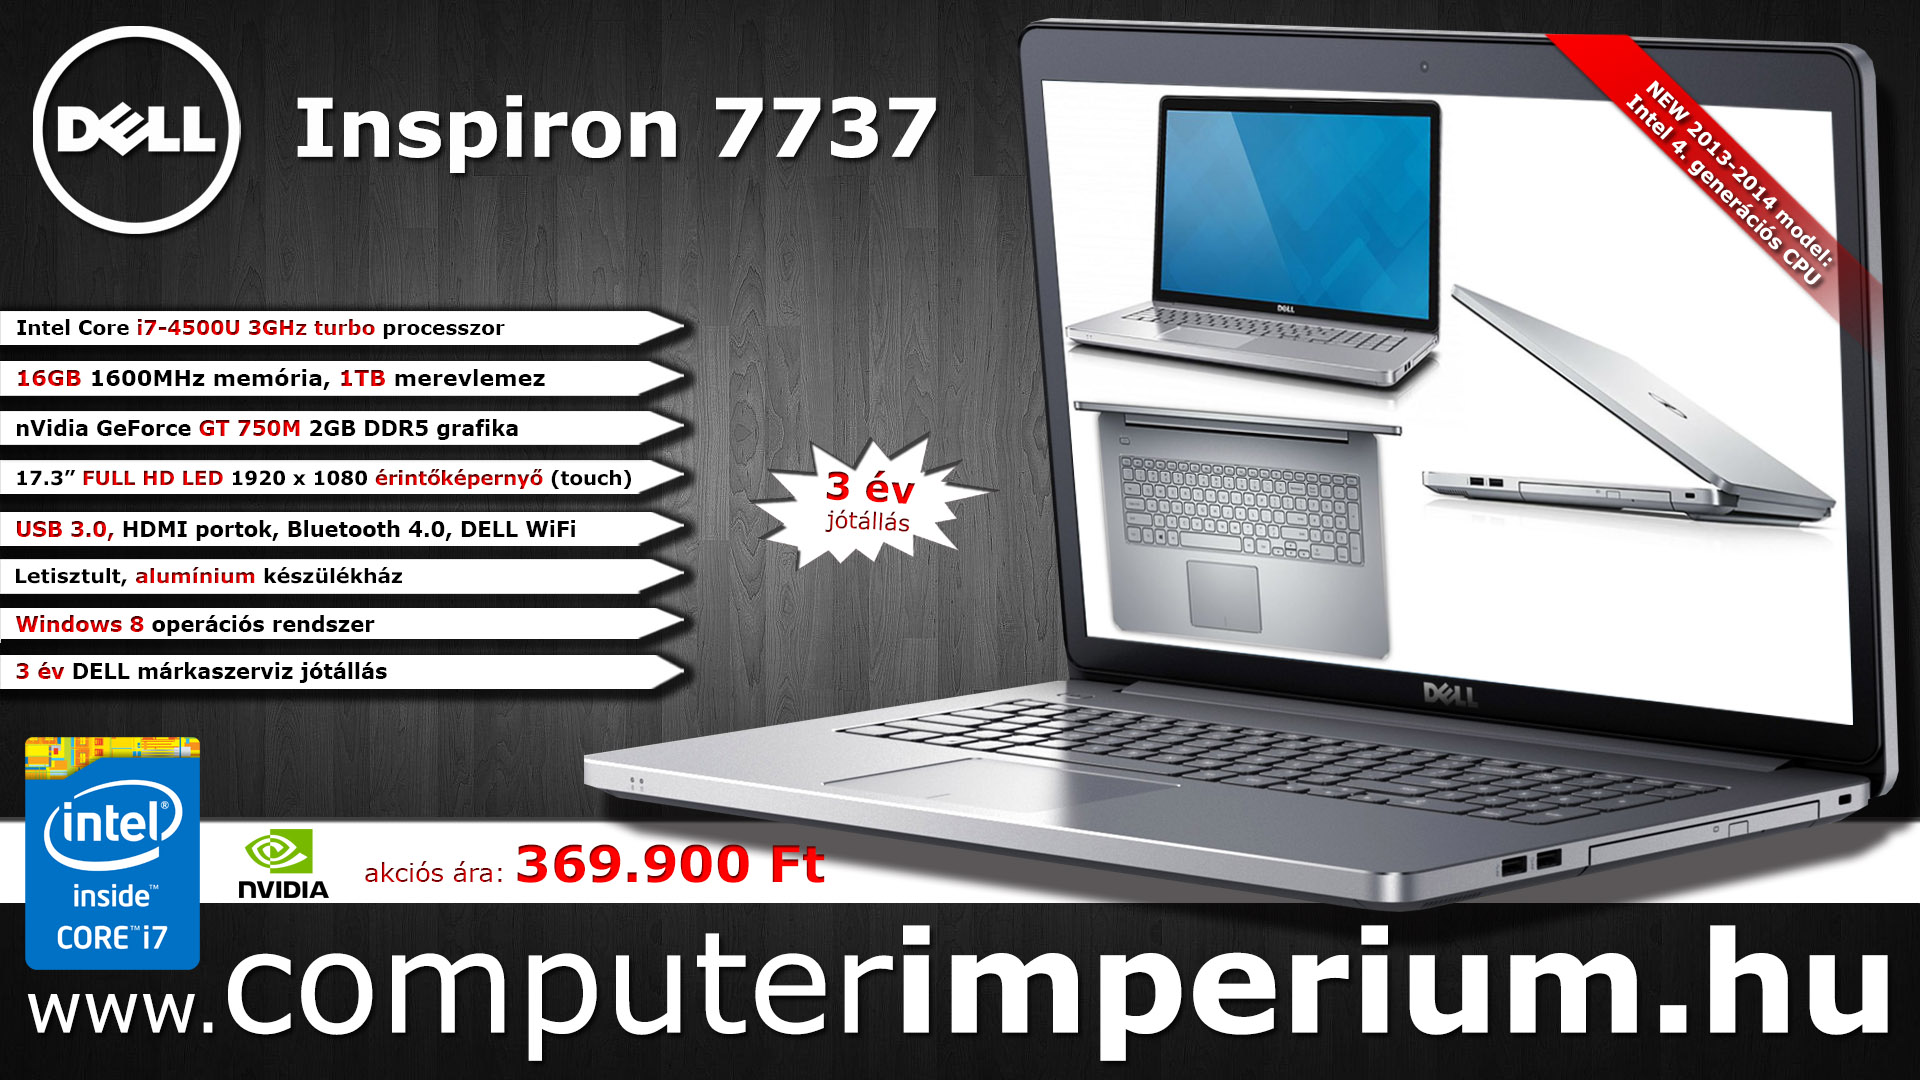 DELL
Inspiron 7737
NEW 2013-2014 model:
Intel 4. generációs CPU
Intel Core i7-4500U 3GHz turbo processzor
16GB 1600MHz memória, 1TB merevlemez
nVidia GeForce GT 750M 2GB DDR5 grafika
17.3” FULL HD LED 1920 x 1080 érintőképernyő (touch)
USB 3.0, HDMI portok, Bluetooth 4.0, DELL WiFi
Letisztult, alumínium készülékház
Windows 8 operációs rendszer
3 év DELL márkaszerviz jótállás
3 év
jótállás
DELL
DELL
intel®
inside™
CORE™ i7
NVIDIA
akciós ára: 369.900 Ft
www.computerimperium.hu